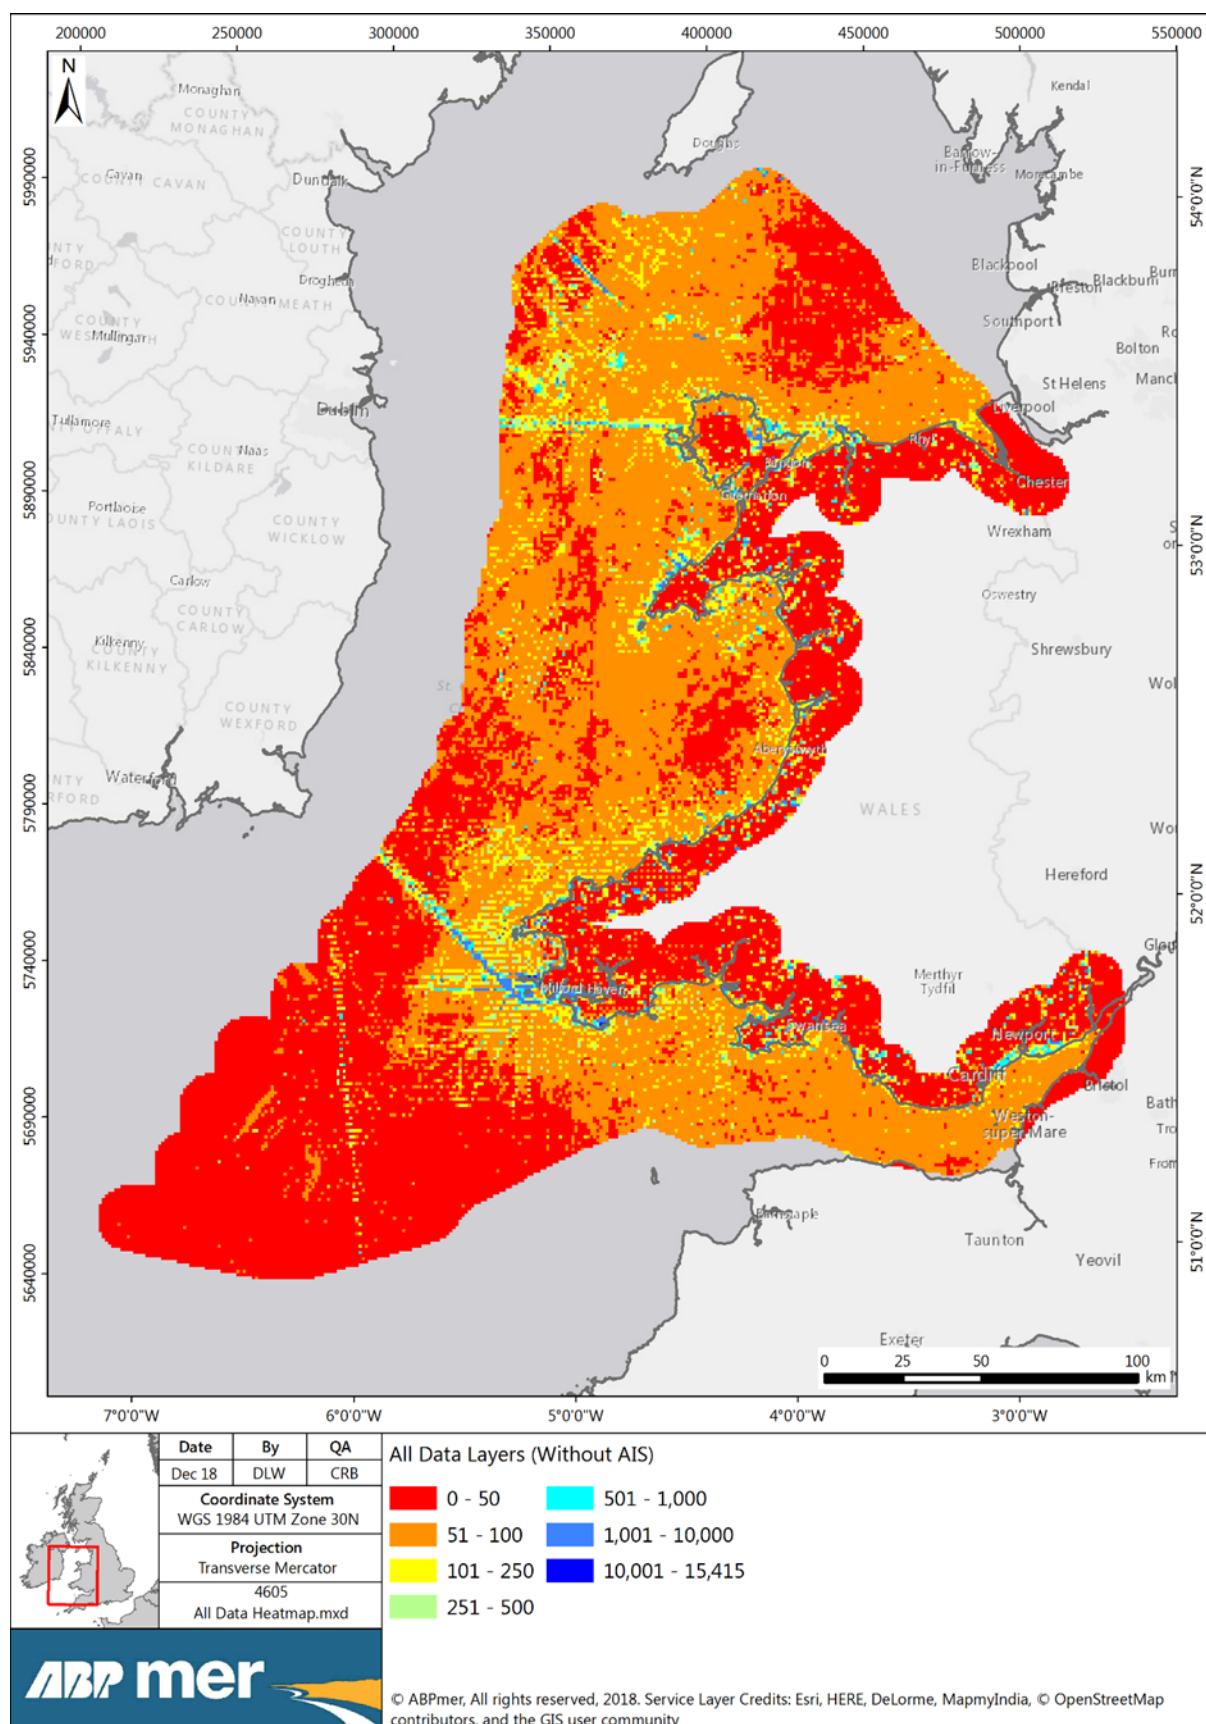 200000 250000 300000 350000 400000 450000 500000 550000
N
5990000
5940000
5890000
5840000
5790000
5740000
5690000
5640000
54°0'0"N
53°0'0"N
52°0'0"N
51°0'0"N
Monaghan
COUNTY
MONAGHAN
Cavan
COUNTY CAVAN
Dundalk
COUNTY
LOUTH
Drogheda
Navan
COUNTY MEATH
COUNTY
Mullingar
Dublin
Tullamore
COUNTY
KILDARE
Naas
Portlaoise
COUNTY
WICKLOW
Carlow
COUNTY
CARLOW
Kilkenny
COUNTY
KILKENNY
COUNTY
WEXFORD
Waterford
St.
Douglas
Kendal
Barrow-
in-Furness
Morecambe
Blackpool
Preston
Blackburn
Southport
Bolton
St Helens
Liverpool
Rhyl
Chester
Bangor
Caernarfon
Wrexham
Oswestry
Shrewsbury
Aberystwyth
WALES
Hereford
Merthyr
Tydfil
Milford Haven
Swansea
Newport
Cardiff
Bristol
Weston-
super-Mare
Bath
Barnstaple
Taunton
Yeovil
Exeter
0 25 50 100
km
7°0'0"W 6°0'0"W 5°0'0"W 4°0'0"W 3°0'0"W
Date By QA
Dec 18 DLW CRB
Coordinate System
WGS 1984 UTM Zone 30N
Projection
Transverse Mercator
4605
All Data Heatmap.mxd
ABPmer
All Data Layers (Without AIS)
0 - 50
51 - 100
101 - 250
251 - 500
501 - 1,000
1,001 - 10,000
10,001 - 15,415
© ABPmer, All rights reserved, 2018. Service Layer Credits: Esri, HERE, DeLorme, MapmyIndia, © OpenStreetMap
contributors, and the GIS user community